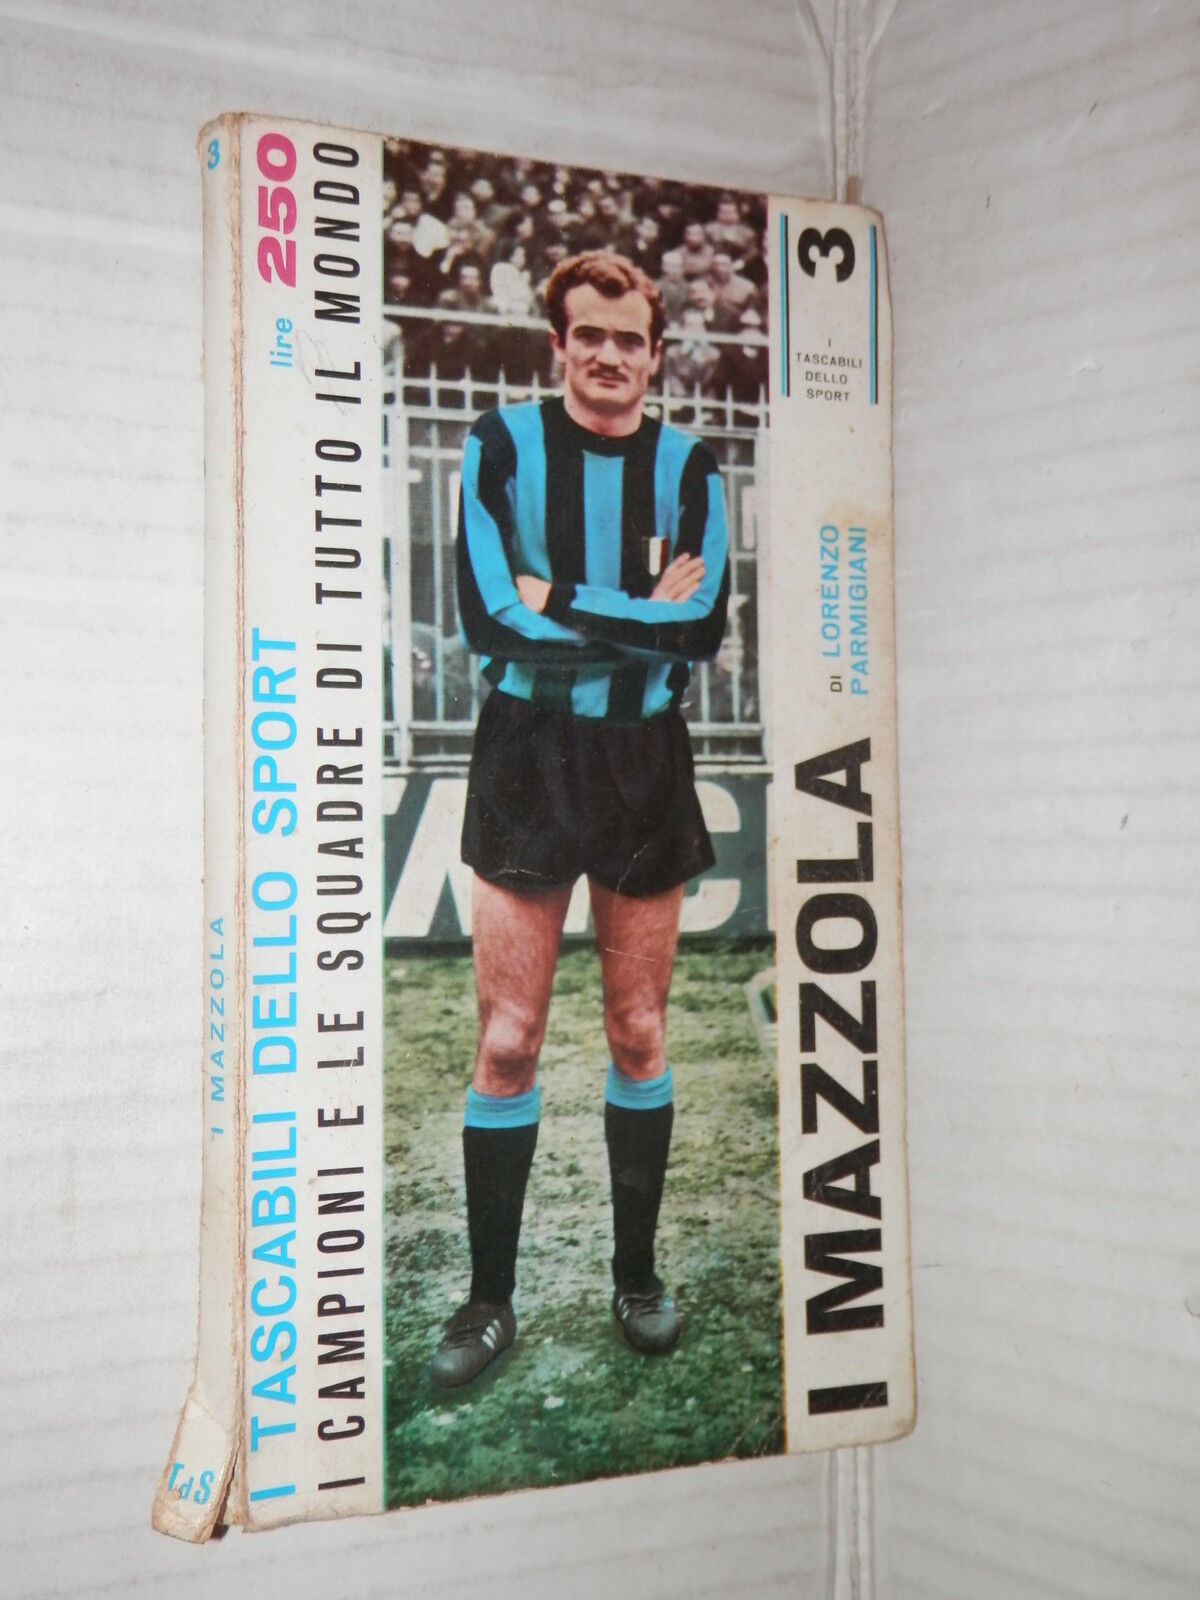 3
I MAZZOLA
TdS
I TASCABILI DELLO SPORT
lire 250
I CAMPIONI E LE SQUADRE DI TUTTO IL MONDO
3
I
TASCABILI
DELLO
SPORT
DI LORENZO
PARMIGIANI
I MAZZOLA